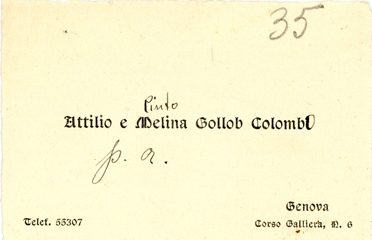 35
Pinto
Attilio e Melina Gollob Colombo
p. a.
Genova
Telef. 55307 Corso Galliera, N. 6